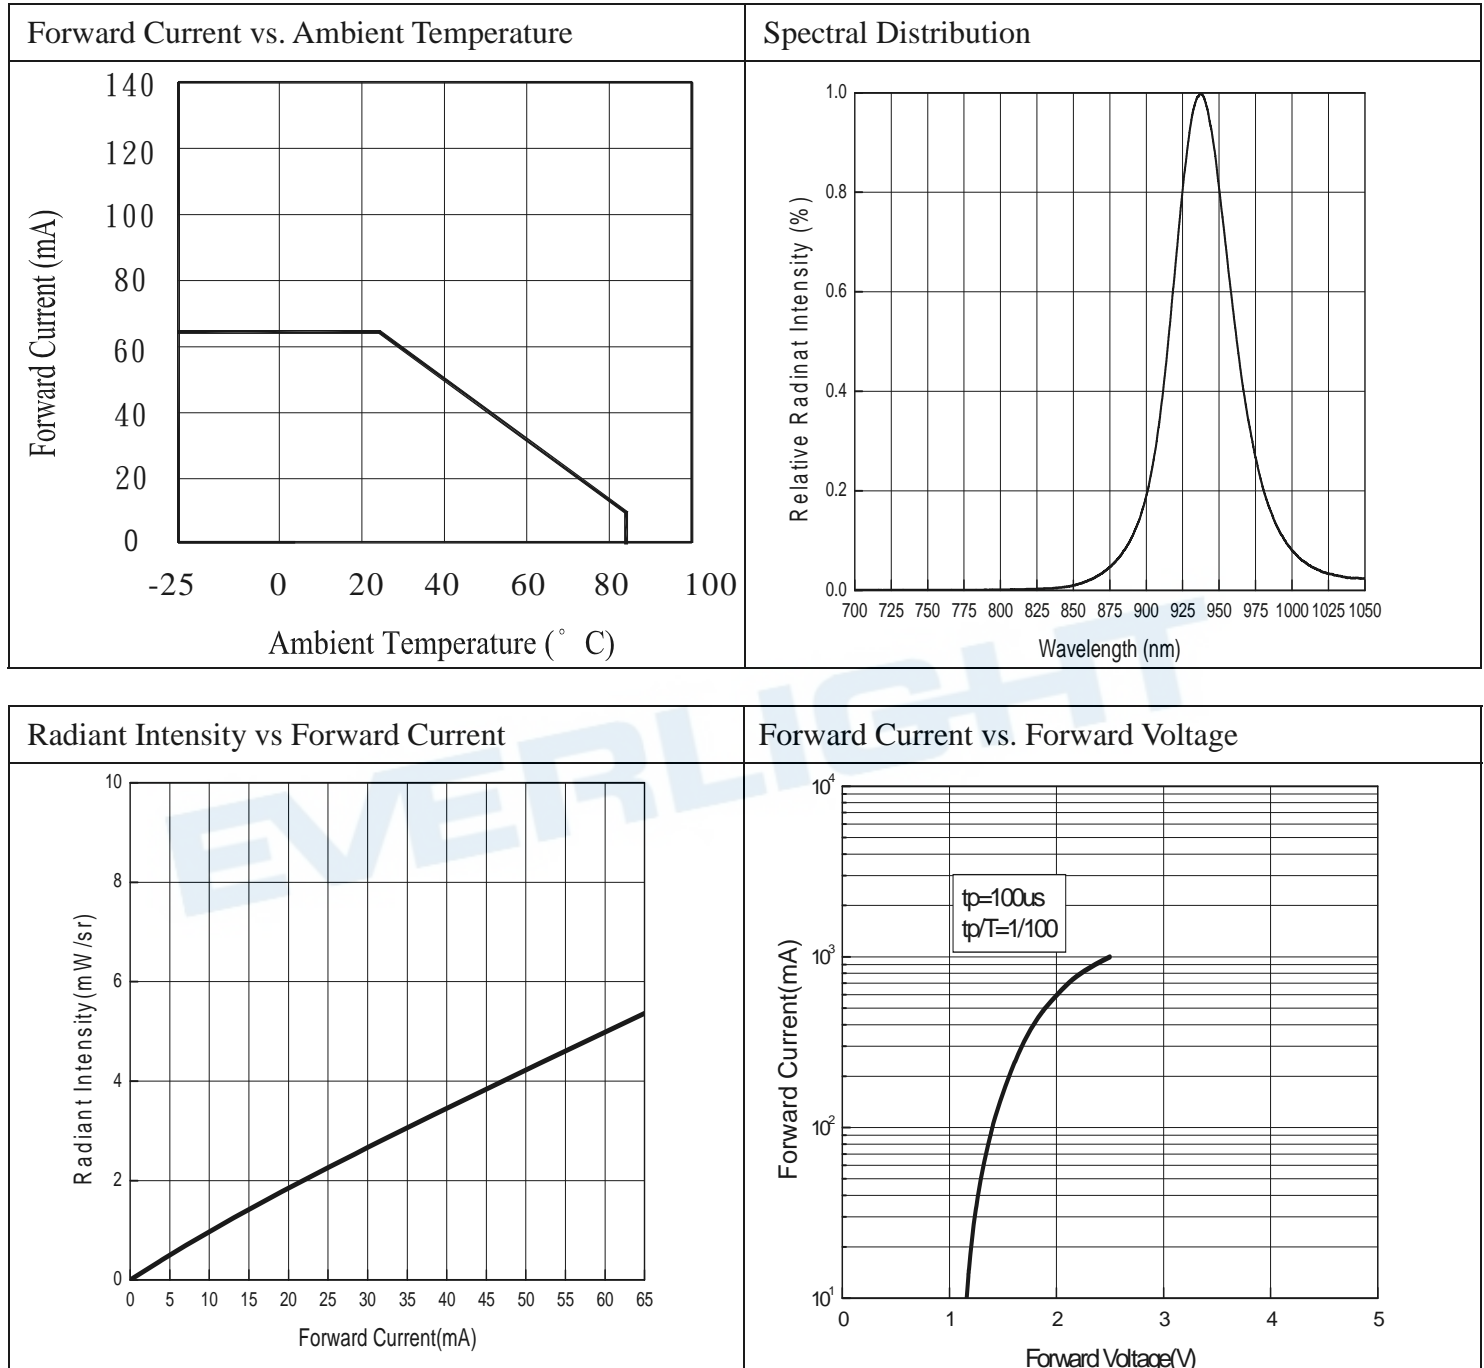 Forward Current vs. Ambient Temperature
140
120
100
80
60
40
20
0
Forward Current (mA)
-25 0 20 40 60 80 100
Ambient Temperature (° C)
Spectral Distribution
1.0
0.8
0.6
0.4
0.2
0.0
Relative Radinat Intensity (%)
700 725 750 775 800 825 850 875 900 925 950 975 1000 1025 1050
Wavelength (nm)
EVERLIGHT
Radiant Intensity vs Forward Current
10
8
6
4
2
0
Radiant Intensity(mW/sr)
0 5 10 15 20 25 30 35 40 45 50 55 60 65
Forward Current(mA)
Forward Current vs. Forward Voltage
10⁴
10³
10²
10¹
Forward Current(mA)
tp=100us
tp/T=1/100
0 1 2 3 4 5
Forward Voltage(V)